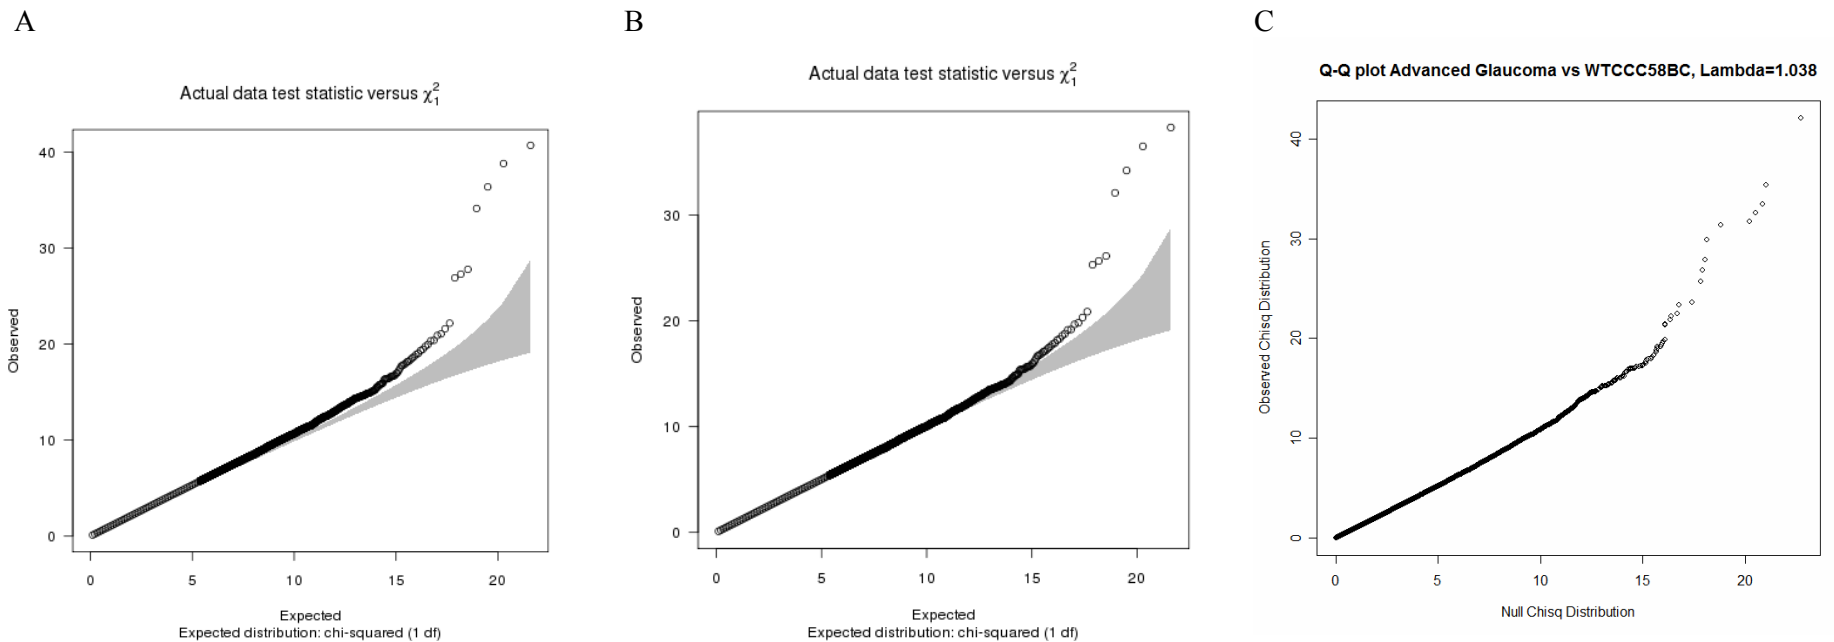 A
Actual data test statistic versus χ₁²
40
30
20
10
0
Observed
0 5 10 15 20
Expected
Expected distribution: chi-squared (1 df)
B
Actual data test statistic versus χ₁²
30
20
10
0
Observed
0 5 10 15 20
Expected
Expected distribution: chi-squared (1 df)
C
Q-Q plot Advanced Glaucoma vs WTCCC58BC, Lambda=1.038
40
30
20
10
0
Observed Chisq Distribution
0 5 10 15 20
Null Chisq Distribution